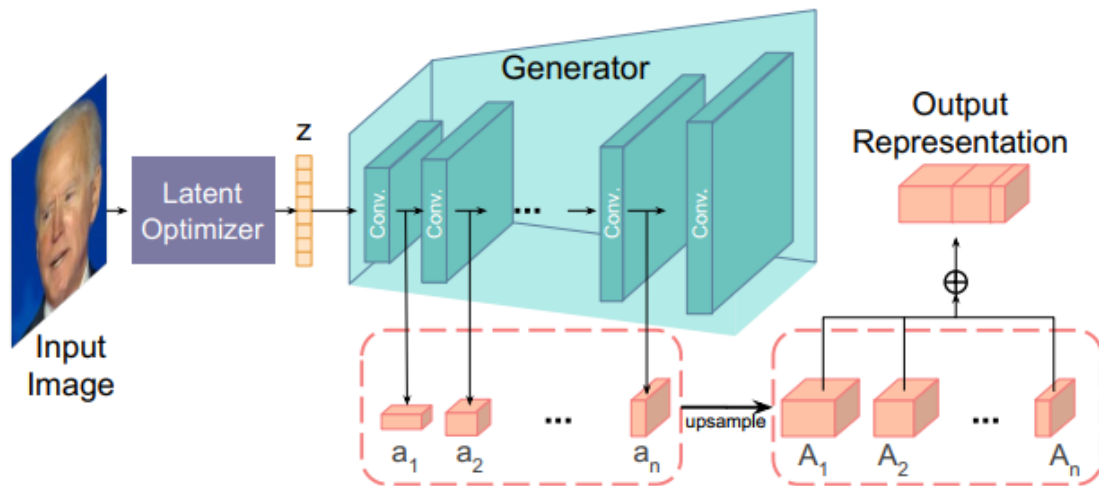 Generator
Output
Representation
z
Latent
Optimizer
Conv.
Conv.
...
Conv.
Conv.
Input
Image
upsample
a1
a2
...
an
A1
A2
...
An